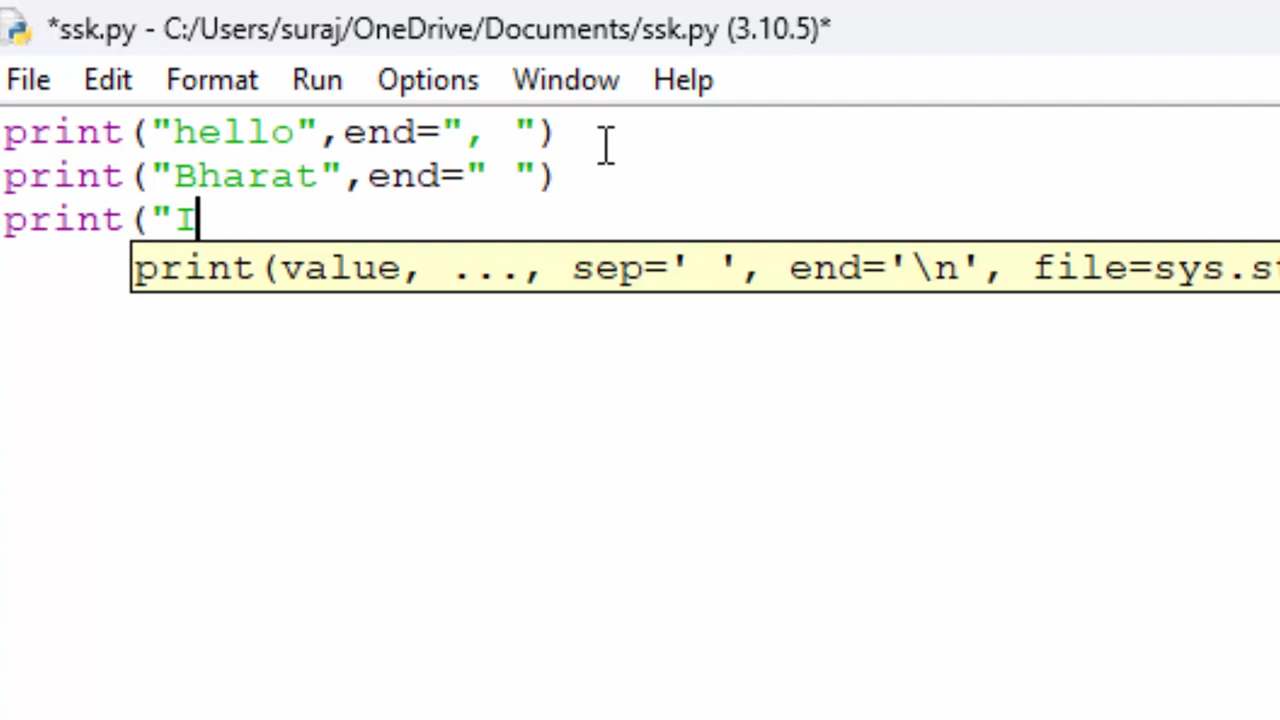 *ssk.py - C:/Users/suraj/OneDrive/Documents/ssk.py (3.10.5)*
File Edit Format Run Options Window Help
print("hello",end=", ")
print("Bharat",end=" ")
print("I
print(value, ..., sep=' ', end='\n', file=sys.st